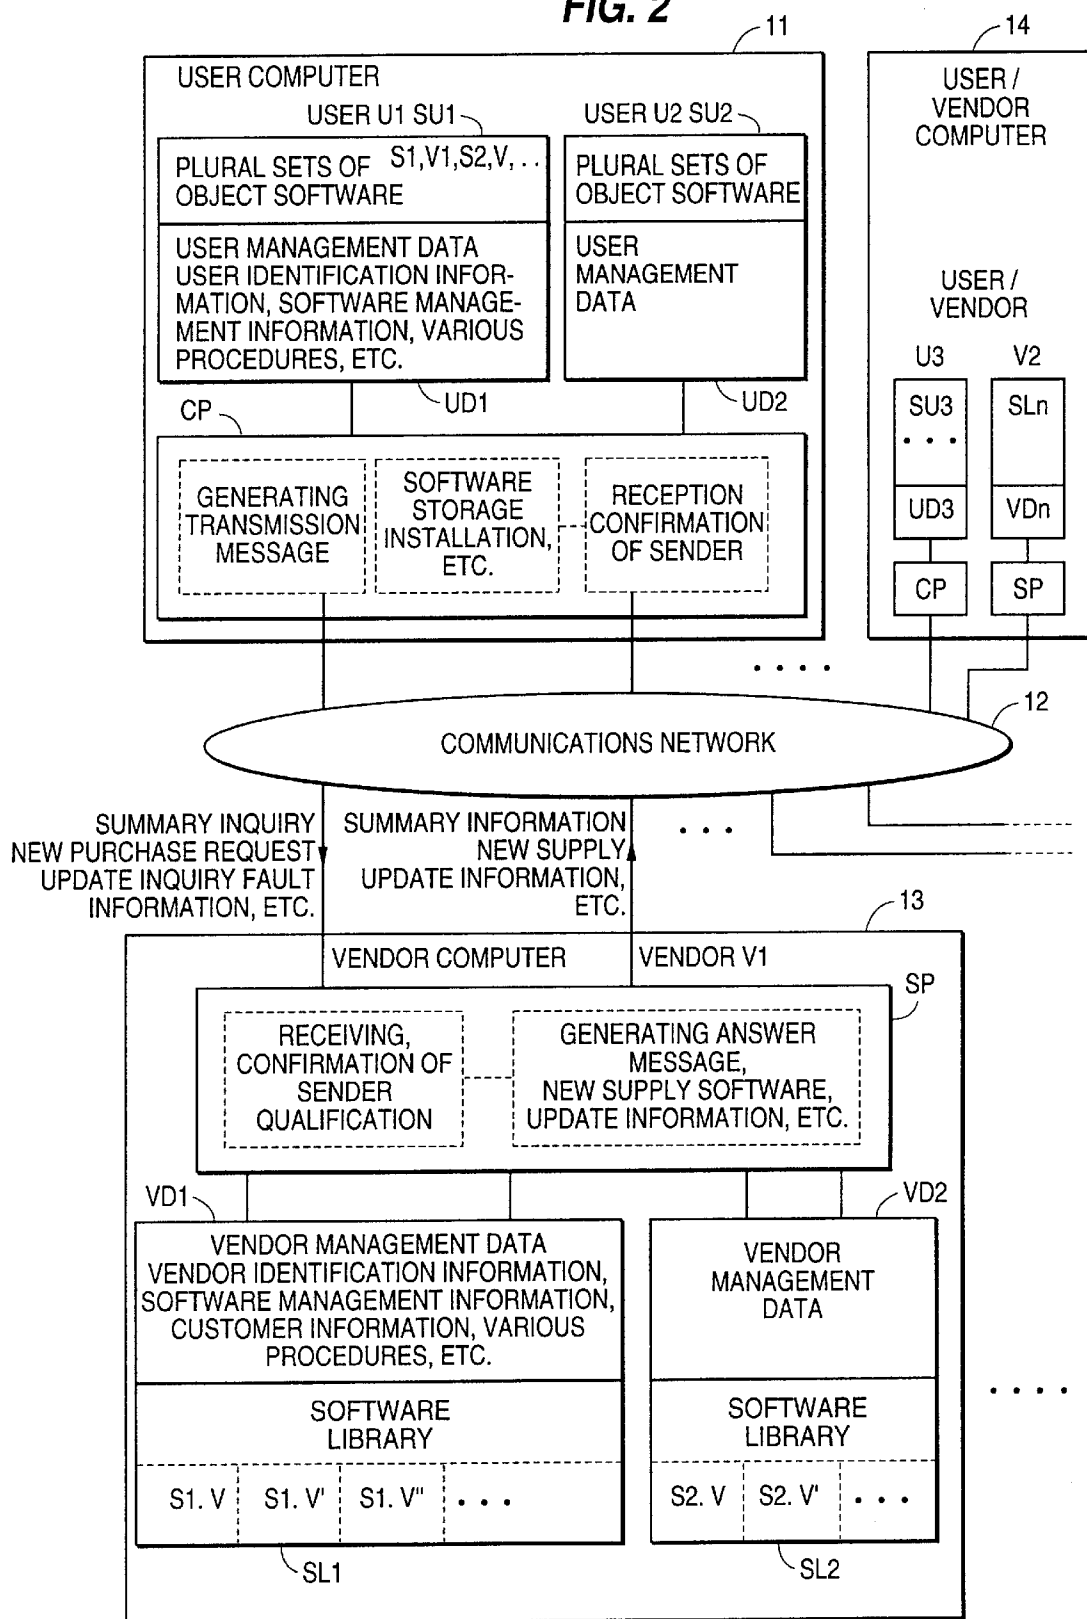 FIG. 2
11
14
USER COMPUTER
USER U1 SU1
USER U2 SU2
PLURAL SETS OF S1,V1,S2,V, . .
OBJECT SOFTWARE
USER MANAGEMENT DATA
USER IDENTIFICATION INFOR-
MATION, SOFTWARE MANAGE-
MENT INFORMATION, VARIOUS
PROCEDURES, ETC.
PLURAL SETS OF
OBJECT SOFTWARE
USER
MANAGEMENT
DATA
UD1
UD2
CP
GENERATING
TRANSMISSION
MESSAGE
SOFTWARE
STORAGE
INSTALLATION,
ETC.
RECEPTION
CONFIRMATION
OF SENDER
USER /
VENDOR
COMPUTER
USER /
VENDOR
U3
V2
SU3
• • •
SLn
UD3
VDn
CP
SP
• • • •
12
COMMUNICATIONS NETWORK
SUMMARY INQUIRY
NEW PURCHASE REQUEST
UPDATE INQUIRY FAULT
INFORMATION, ETC.
SUMMARY INFORMATION
NEW SUPPLY
UPDATE INFORMATION,
ETC.
• • •
13
VENDOR COMPUTER
VENDOR V1
SP
RECEIVING,
CONFIRMATION OF
SENDER
QUALIFICATION
GENERATING ANSWER
MESSAGE,
NEW SUPPLY SOFTWARE,
UPDATE INFORMATION, ETC.
VD1
VD2
VENDOR MANAGEMENT DATA
VENDOR IDENTIFICATION INFORMATION,
SOFTWARE MANAGEMENT INFORMATION,
CUSTOMER INFORMATION, VARIOUS
PROCEDURES, ETC.
SOFTWARE
LIBRARY
S1. V S1. V' S1. V" • • •
SL1
VENDOR
MANAGEMENT
DATA
SOFTWARE
LIBRARY
S2. V S2. V' • • •
SL2
• • • •